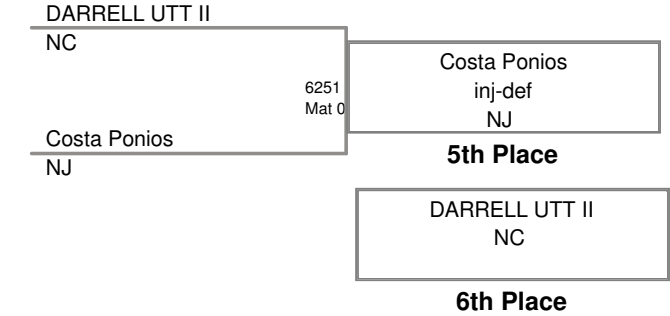 DARRELL UTT II
NC
6251
Mat 0
Costa Ponios
NJ
Costa Ponios
inj-def
NJ
5th Place
DARRELL UTT II
NC
6th Place